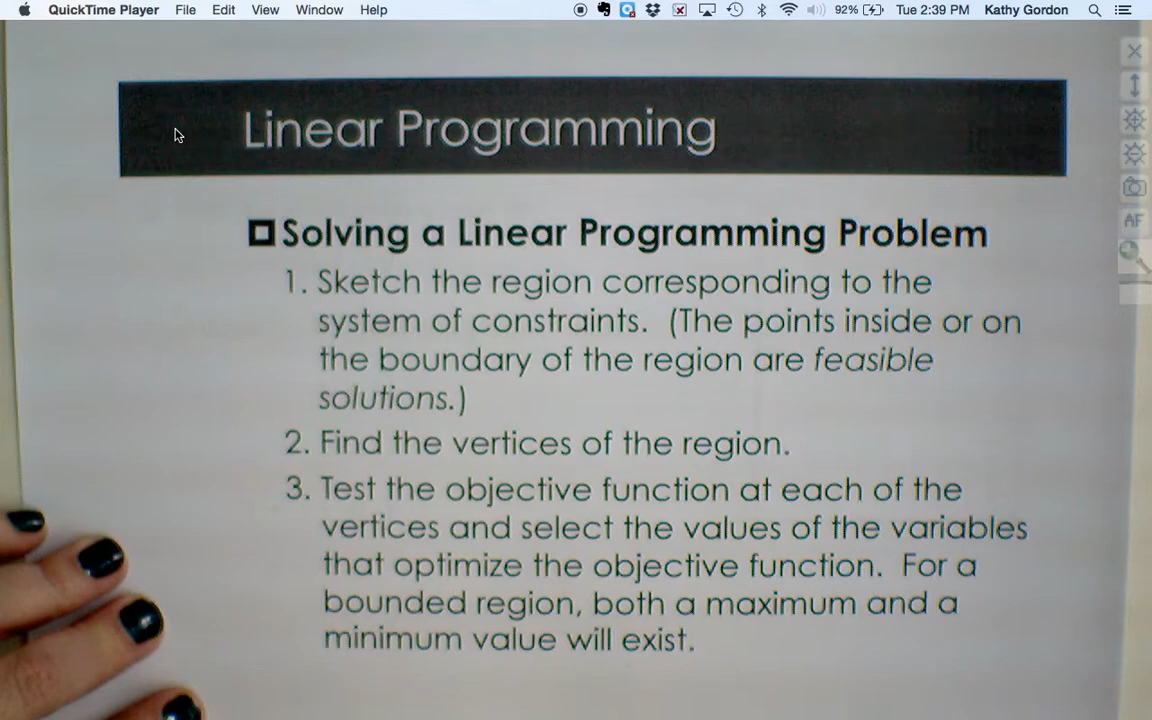 QuickTime Player File Edit View Window Help 92% Tue 2:39 PM Kathy Gordon
AF
Linear Programming
Solving a Linear Programming Problem
1. Sketch the region corresponding to the
system of constraints. (The points inside or on
the boundary of the region are feasible
solutions.)
2. Find the vertices of the region.
3. Test the objective function at each of the
vertices and select the values of the variables
that optimize the objective function. For a
bounded region, both a maximum and a
minimum value will exist.